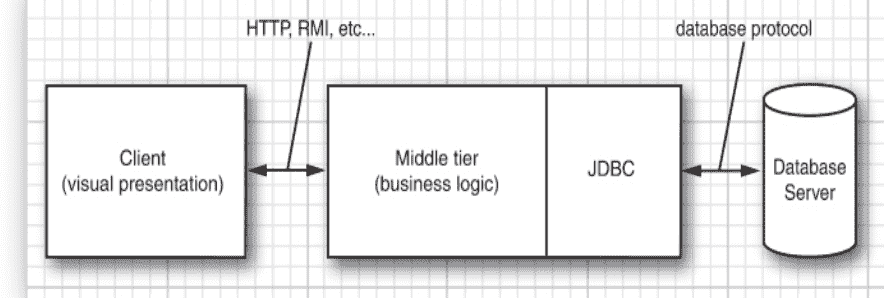 HTTP, RMI, etc...
database protocol
Client
(visual presentation)
Middle tier
(business logic)
JDBC
Database
Server